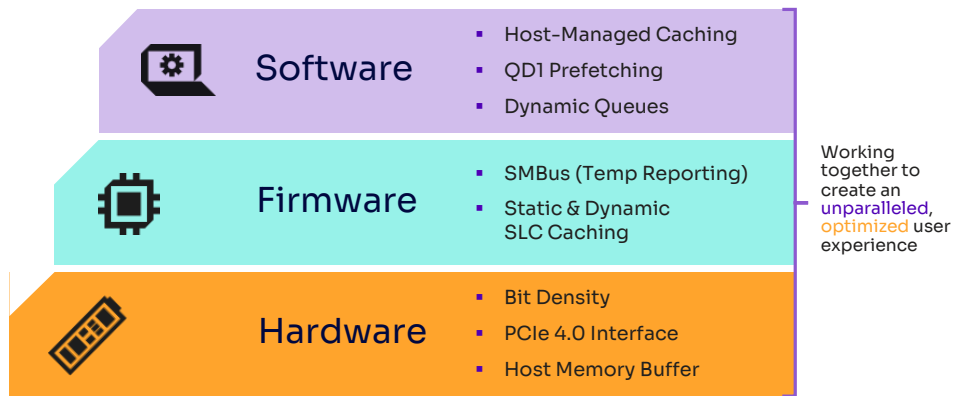 Software
▪ Host-Managed Caching
▪ QD1 Prefetching
▪ Dynamic Queues
Firmware
▪ SMBus (Temp Reporting)
▪ Static & Dynamic
SLC Caching
Hardware
▪ Bit Density
▪ PCIe 4.0 Interface
▪ Host Memory Buffer
Working
together to
create an
unparalleled,
optimized user
experience